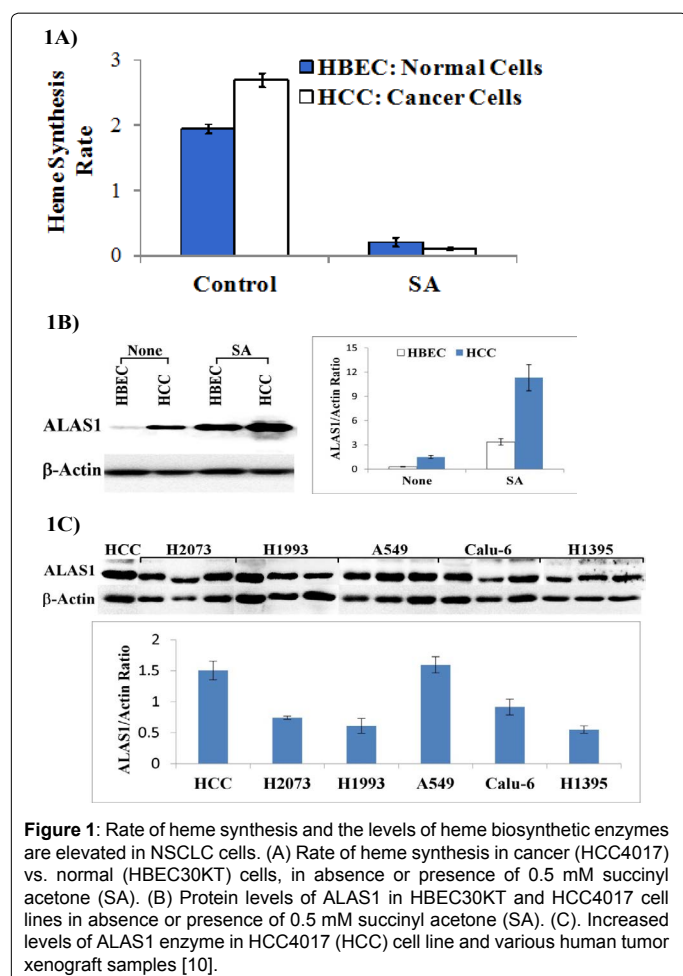 1A)
3
2
1
0
Heme Synthesis
Rate
HBEC: Normal Cells
HCC: Cancer Cells
Control SA
1B)
None SA
HBEC HCC HBEC HCC
ALAS1
β-Actin
HBEC HCC
15
12
9
6
3
0
ALAS1/Actin Ratio
None SA
1C)
HCC H2073 H1993 A549 Calu-6 H1395
ALAS1
β-Actin
2
1.5
1
0.5
0
ALAS1/Actin Ratio
HCC H2073 H1993 A549 Calu-6 H1395
Figure 1: Rate of heme synthesis and the levels of heme biosynthetic enzymes
are elevated in NSCLC cells. (A) Rate of heme synthesis in cancer (HCC4017)
vs. normal (HBEC30KT) cells, in absence or presence of 0.5 mM succinyl
acetone (SA). (B) Protein levels of ALAS1 in HBEC30KT and HCC4017 cell
lines in absence or presence of 0.5 mM succinyl acetone (SA). (C). Increased
levels of ALAS1 enzyme in HCC4017 (HCC) cell line and various human tumor
xenograft samples [10].